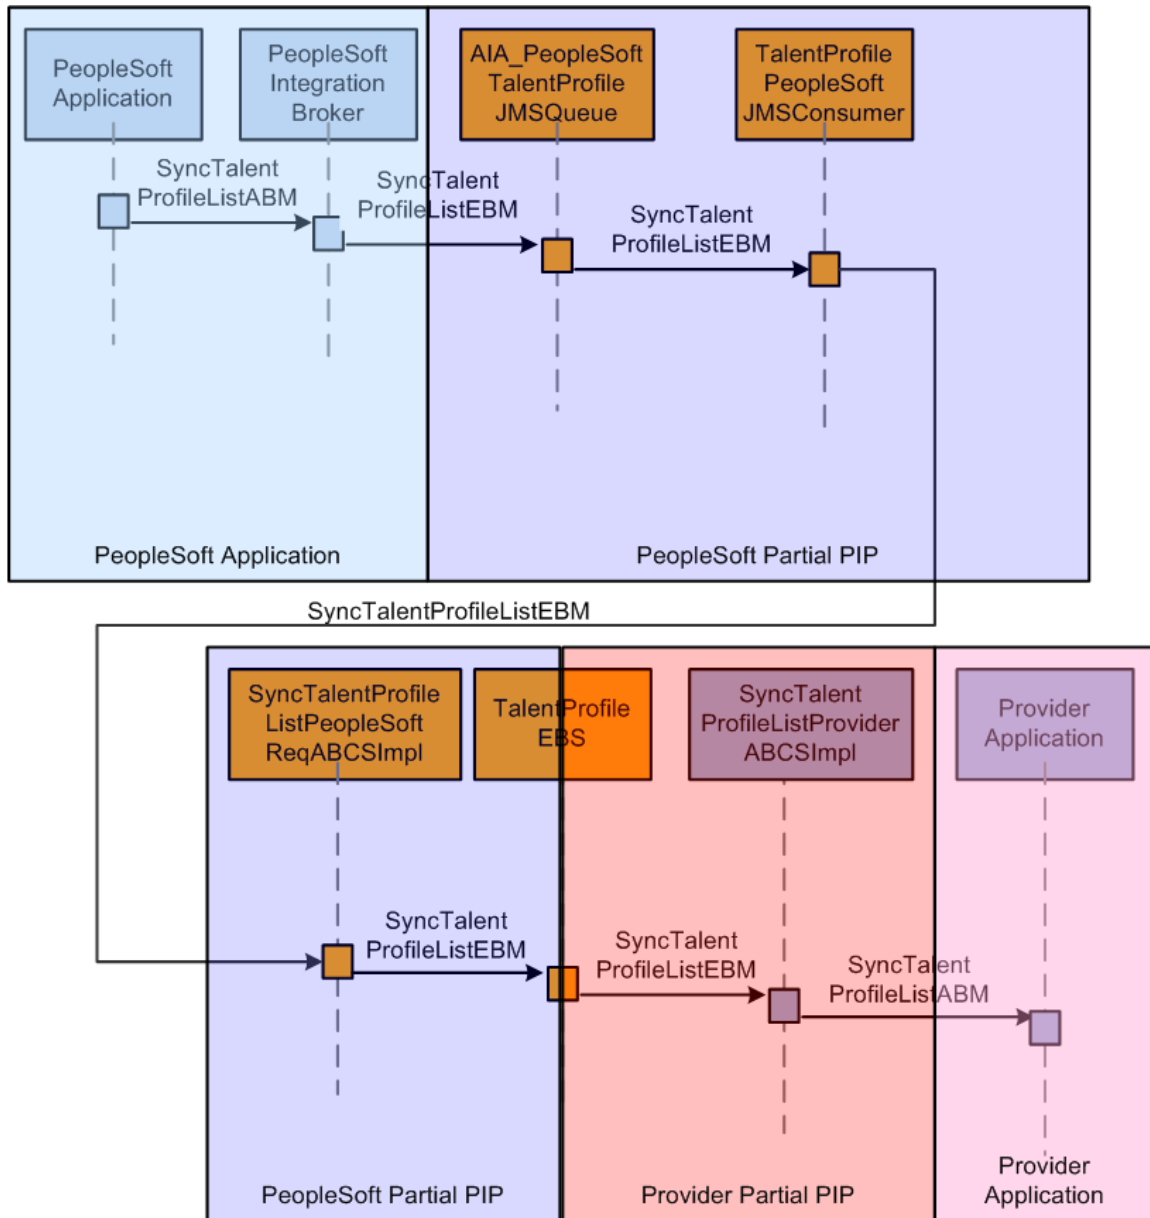 PeopleSoft
Application
PeopleSoft
Integration
Broker
AIA_PeopleSoft
TalentProfile
JMSQueue
TalentProfile
PeopleSoft
JMSConsumer
SyncTalent
ProfileListABM
SyncTalent
ProfileListEBM
SyncTalent
ProfileListEBM
PeopleSoft Application
PeopleSoft Partial PIP
SyncTalentProfileListEBM
SyncTalentProfile
ListPeopleSoft
ReqABCSImpl
TalentProfile
EBS
SyncTalent
ProfileListProvider
ABCSImpl
Provider
Application
SyncTalent
ProfileListEBM
SyncTalent
ProfileListEBM
SyncTalent
ProfileListABM
PeopleSoft Partial PIP
Provider Partial PIP
Provider
Application